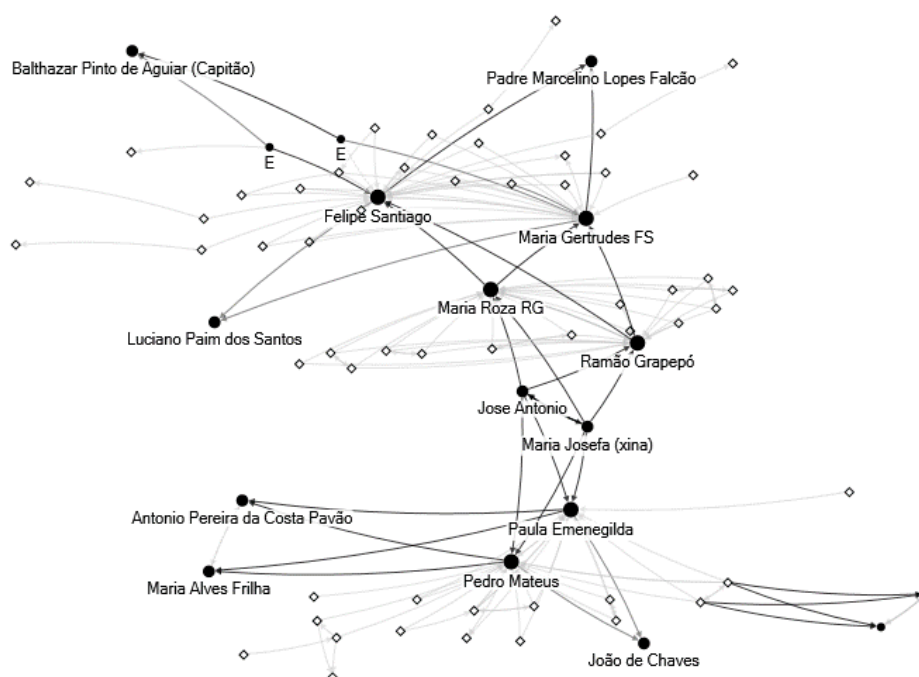 Balthazar Pinto de Aguiar (Capitão)
Padre Marcelino Lopes Falcão
E
E
Felipe Santiago
Maria Gertrudes FS
Maria Roza RG
Luciano Paim dos Santos
Ramão Grapepó
Jose Antonio
Maria Josefa (xina)
Antonio Pereira da Costa Pavão
Paula Emenegilda
Maria Alves Frilha
Pedro Mateus
João de Chaves